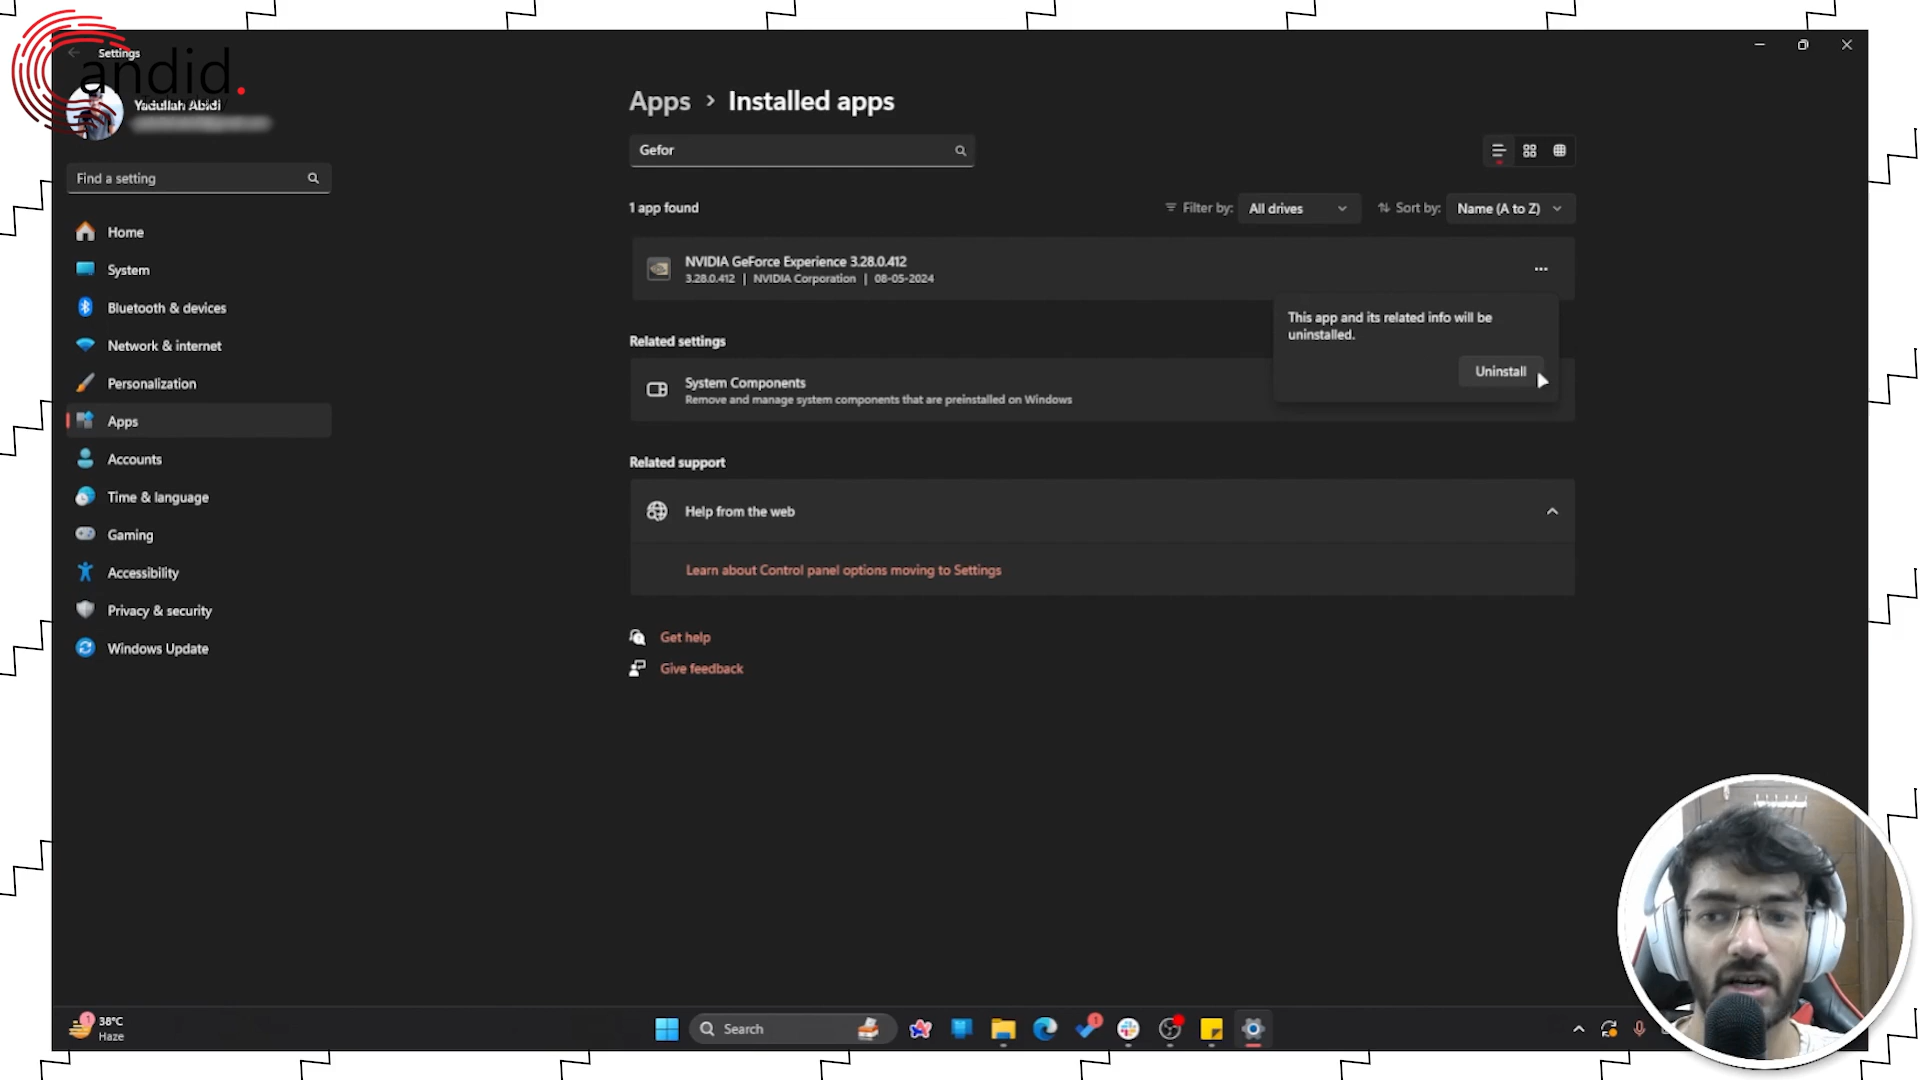 Settings
andid.
Yadullah Abidi
Find a setting
Home
System
Bluetooth & devices
Network & internet
Personalization
Apps
Accounts
Time & language
Gaming
Accessibility
Privacy & security
Windows Update
Apps > Installed apps
Gefor
1 app found
Filter by: All drives
Sort by: Name (A to Z)
NVIDIA GeForce Experience 3.28.0.412
3.28.0.412 | NVIDIA Corporation | 08-05-2024
This app and its related info will be
uninstalled.
Uninstall
Related settings
System Components
Remove and manage system components that are preinstalled on Windows
Related support
Help from the web
Learn about Control panel options moving to Settings
Get help
Give feedback
1
38°C
Haze
Search
1